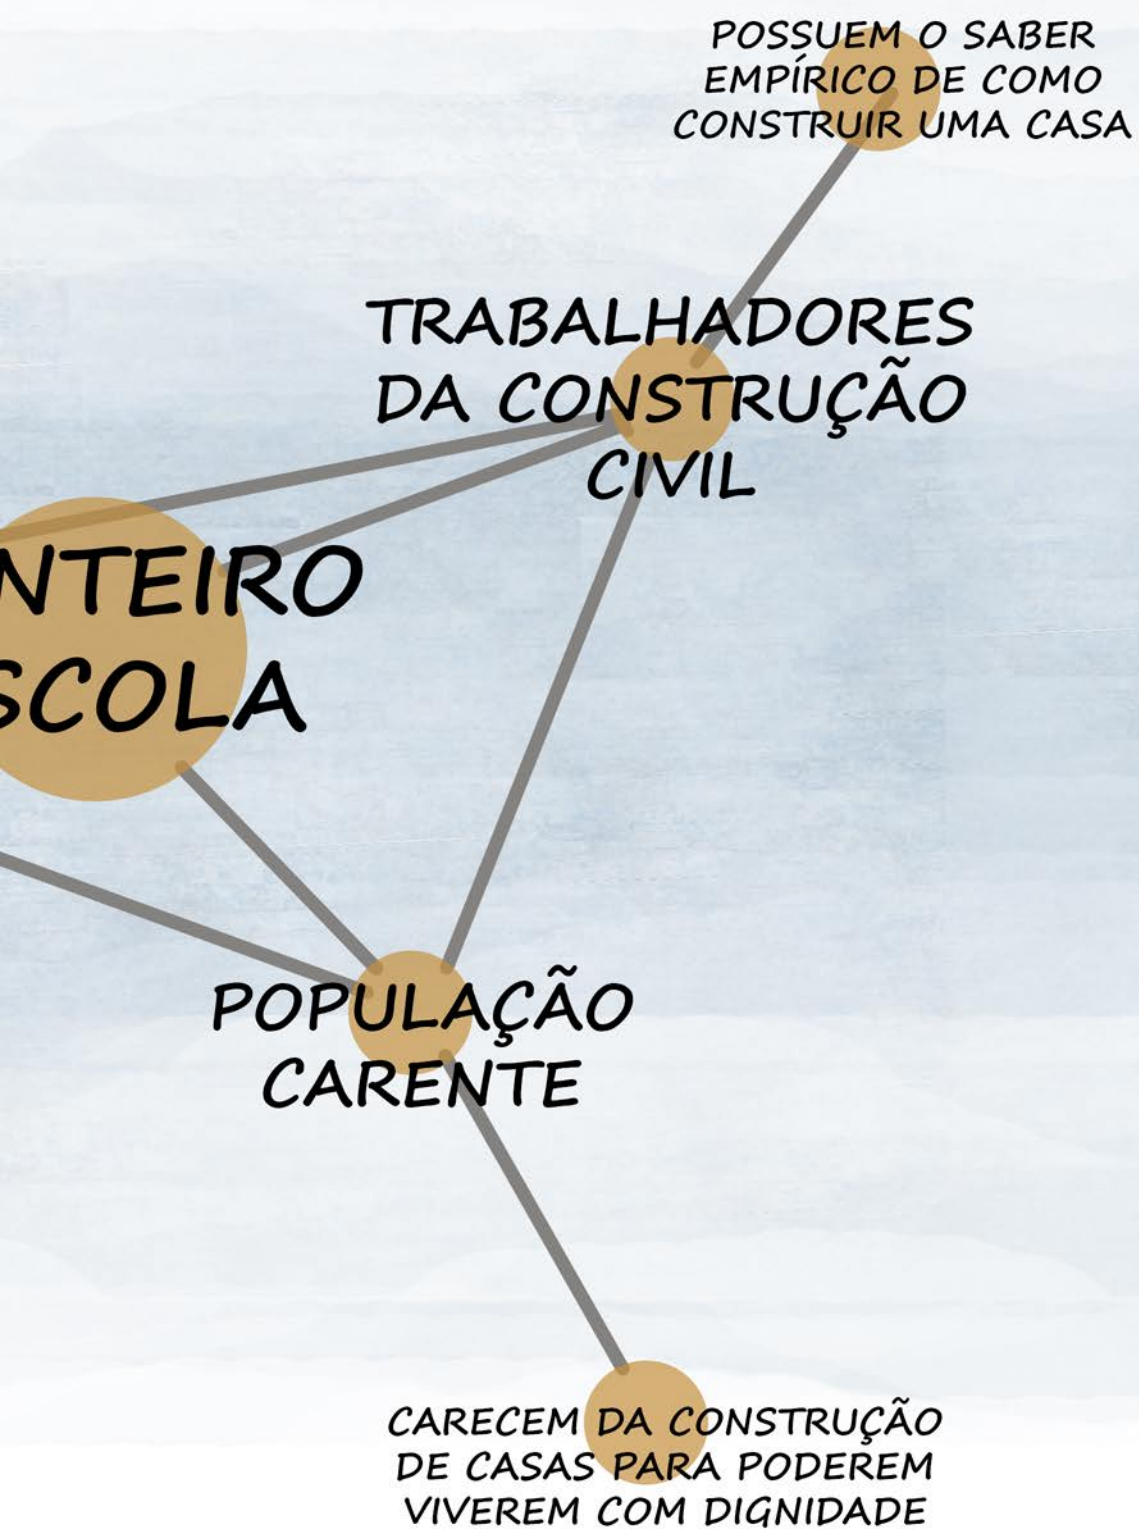 POSSUEM O SABER
EMPÍRICO DE COMO
CONSTRUIR UMA CASA
TRABALHADORES
DA CONSTRUÇÃO
CIVIL
NTEIRO
SCOLA
POPULAÇÃO
CARENTE
CARECEM DA CONSTRUÇÃO
DE CASAS PARA PODEREM
VIVEREM COM DIGNIDADE